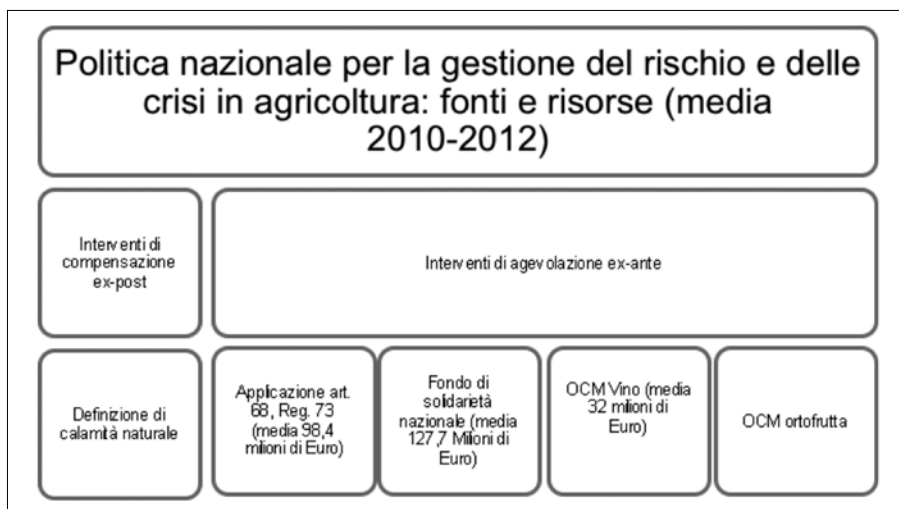 Politica nazionale per la gestione del rischio e delle
crisi in agricoltura: fonti e risorse (media
2010-2012)
Interventi di
compensazione
ex-post
Interventi di agevolazione ex-ante
Definizione di
calamità naturale
Applicazione art.
68, Reg. 73
(media 98,4
milioni di Euro)
Fondo di
solidarietà
nazionale (media
127,7 Milioni di
Euro)
OCM Vino (media
32 milioni di
Euro)
OCM ortofrutta